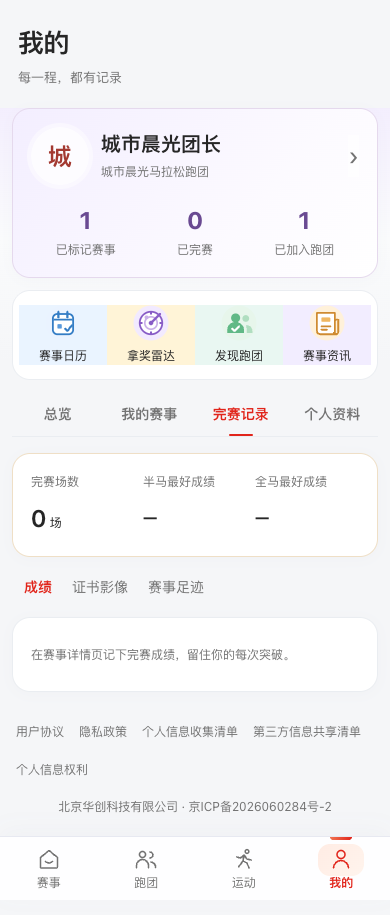 我的
每一程，都有记录
城
城市晨光团长
城市晨光马拉松跑团
1 0 1
已标记赛事 已完赛 已加入跑团
赛事日历 拿奖雷达 发现跑团 赛事资讯
总览 我的赛事 完赛记录 个人资料
完赛场数 半马最好成绩 全马最好成绩
0 场 — —
成绩 证书影像 赛事足迹
在赛事详情页记下完赛成绩，留住你的每次突破。
用户协议 隐私政策 个人信息收集清单 第三方信息共享清单
个人信息权利
北京华创科技有限公司 · 京ICP备2026060284号-2
赛事 跑团 运动 我的